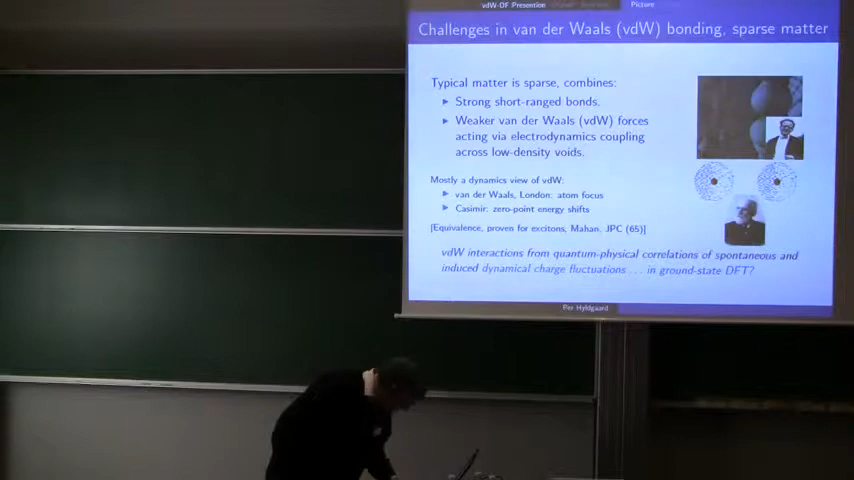 vdW-DF Presention
Picture
Challenges in van der Waals (vdW) bonding, sparse matter
Typical matter is sparse, combines:
Strong short-ranged bonds.
Weaker van der Waals (vdW) forces
acting via electrodynamics coupling
across low-density voids.
Mostly a dynamics view of vdW:
van der Waals, London: atom focus
Casimir: zero-point energy shifts
[Equivalence, proven for excitons, Mahan, JPC (65)]
vdW interactions from quantum-physical correlations of spontaneous and
induced dynamical charge fluctuations ... in ground-state DFT?
Per Hyldgaard